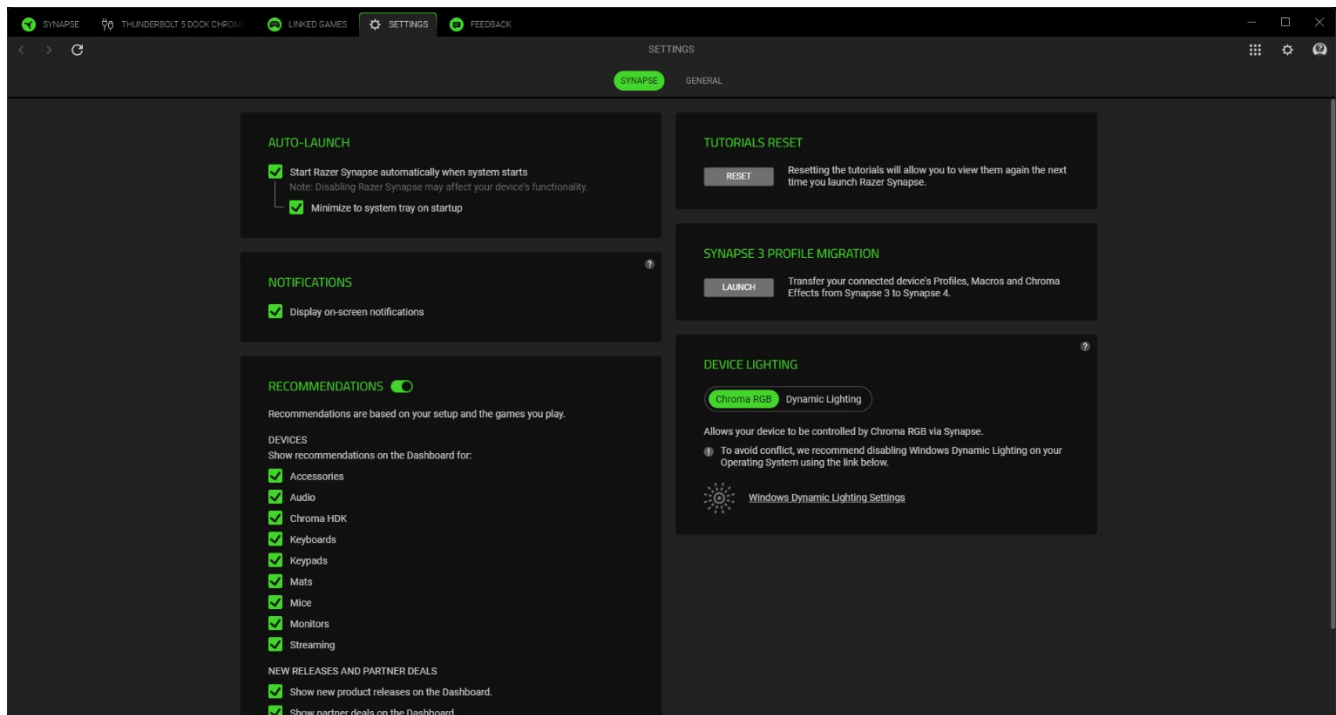 SYNAPSE
THUNDERBOLT 5 DOCK CHROMA
LINKED GAMES
SETTINGS
FEEDBACK
SETTINGS
SYNAPSE
GENERAL
AUTO-LAUNCH
Start Razer Synapse automatically when system starts
Note: Disabling Razer Synapse may affect your device's functionality.
Minimize to system tray on startup
NOTIFICATIONS
?
Display on-screen notifications
RECOMMENDATIONS
Recommendations are based on your setup and the games you play.
DEVICES
Show recommendations on the Dashboard for:
Accessories
Audio
Chroma HDK
Keyboards
Keypads
Mats
Mice
Monitors
Streaming
NEW RELEASES AND PARTNER DEALS
Show new product releases on the Dashboard.
Show partner deals on the Dashboard
TUTORIALS RESET
RESET
Resetting the tutorials will allow you to view them again the next
time you launch Razer Synapse.
SYNAPSE 3 PROFILE MIGRATION
LAUNCH
Transfer your connected device's Profiles, Macros and Chroma
Effects from Synapse 3 to Synapse 4.
?
DEVICE LIGHTING
Chroma RGB
Dynamic Lighting
Allows your device to be controlled by Chroma RGB via Synapse.
To avoid conflict, we recommend disabling Windows Dynamic Lighting on your
Operating System using the link below.
Windows Dynamic Lighting Settings